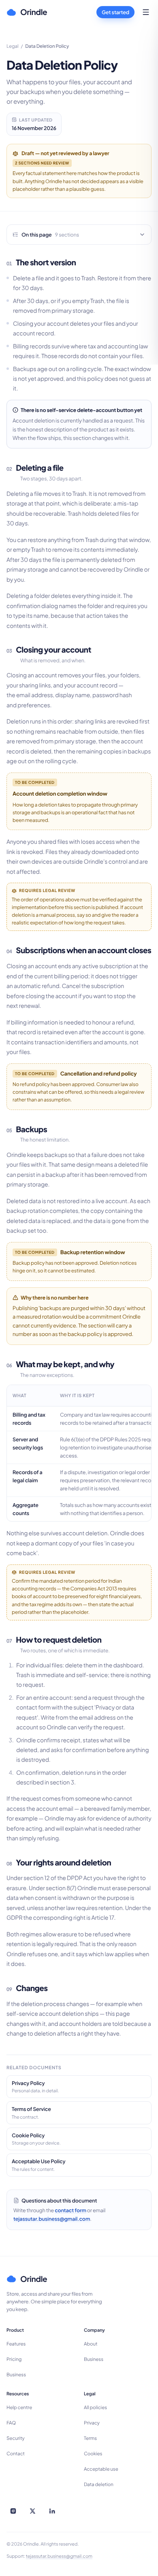 Orindle
Get started
Legal / Data Deletion Policy
Data Deletion Policy
What happens to your files, your account and
your backups when you delete something —
or everything.
LAST UPDATED
16 November 2026
Draft — not yet reviewed by a lawyer
2 SECTIONS NEED REVIEW
Every factual statement here matches how the product is
built. Anything Orindle has not decided appears as a visible
placeholder rather than a plausible guess.
On this page 9 sections
01 The short version
Delete a file and it goes to Trash. Restore it from there
for 30 days.
After 30 days, or if you empty Trash, the file is
removed from primary storage.
Closing your account deletes your files and your
account record.
Billing records survive where tax and accounting law
requires it. Those records do not contain your files.
Backups age out on a rolling cycle. The exact window
is not yet approved, and this policy does not guess at
it.
There is no self-service delete-account button yet
Account deletion is currently handled as a request. This
is the honest description of the product as it exists.
When the flow ships, this section changes with it.
02 Deleting a file
Two stages, 30 days apart.
Deleting a file moves it to Trash. It is not removed from
storage at that point, which is deliberate: a mis-tap
should be recoverable. Trash holds deleted files for
30 days.
You can restore anything from Trash during that window.
After 30 days, or immediately if you empty Trash or
delete the item permanently, the file is removed from
primary storage and cannot be recovered by Orindle or
you.
Deleting a folder deletes everything inside it. The
confirmation dialog names the folder and requires you
to type its name, because that action takes the
contents with it.
03 Closing your account
What is removed, and when.
Closing an account removes your files, your folders,
your sharing links, and your account record —
the email address, display name, password hash
and preferences.
Deletion runs in this order: sharing links are revoked first
so nothing remains reachable from outside, then files
are removed from primary storage, then the account
record is deleted, then the remaining copies in backups
age out on the rolling cycle.
TO BE COMPLETED
Account deletion completion window
How long a deletion takes to propagate through primary
storage and backups is an operational fact that has not
been measured.
Anyone you shared files with loses access when the
link is revoked. Files they already downloaded onto
their own devices are outside Orindle's control and are
not affected.
REQUIRES LEGAL REVIEW
The order of operations above must be verified against the
implementation before this section is published. If account
deletion is a manual process, say so and give the reader a
realistic expectation of how long the request takes.
04 Subscriptions when an account closes
Closing an account ends any active subscription at the
end of the current billing period. It does not trigger
an automatic refund. Cancel the subscription
before closing the account if you want to stop the
next renewal.
If billing information is needed to honour a refund,
that record is retained after the account itself is gone.
It contains transaction identifiers and amounts, not
your files.
TO BE COMPLETED Cancellation and refund policy
No refund policy has been approved. Consumer law also
constrains what can be offered, so this needs a legal review
rather than an assumption.
05 Backups
The honest limitation.
Orindle keeps backups so that a failure does not take
your files with it. That same design means a deleted file
can persist in a backup after it has been removed from
primary storage.
Deleted data is not restored into a live account. As each
backup rotation completes, the copy containing the
deleted data is replaced, and the data is gone from the
backup set too.
TO BE COMPLETED Backup retention window
Backup policy has not been approved. Deletion notices
hinge on it, so it cannot be estimated.
Why there is no number here
Publishing 'backups are purged within 30 days' without
a measured rotation would be a commitment Orindle
cannot currently evidence. The section will carry a
number as soon as the backup policy is approved.
06 What may be kept, and why
The narrow exceptions.
WHAT WHY IT IS KEPT
Billing and tax
records
Company and tax law requires accounting
records to be retained after a transaction
Server and
security logs
Rule 6(1)(e) of the DPDP Rules 2025 requires
log retention to investigate unauthorised
access.
Records of a
legal claim
If a dispute, investigation or legal order
requires preservation, the relevant records
are held until it is resolved.
Aggregate
counts
Totals such as how many accounts exist,
with nothing that identifies a person.
Nothing else survives account deletion. Orindle does
not keep a dormant copy of your files 'in case you
come back'.
REQUIRES LEGAL REVIEW
Confirm the mandated retention period for Indian
accounting records — the Companies Act 2013 requires
books of account to be preserved for eight financial years,
and the tax regime adds its own — then state the actual
period rather than the placeholder.
07 How to request deletion
Two routes, one of which is immediate.
1. For individual files: delete them in the dashboard.
Trash is immediate and self-service; there is nothing
to request.
2. For an entire account: send a request through the
contact form with the subject 'Privacy or data
request'. Write from the email address on the
account so Orindle can verify the request.
3. Orindle confirms receipt, states what will be
deleted, and asks for confirmation before anything
is destroyed.
4. On confirmation, deletion runs in the order
described in section 3.
If the request comes from someone who cannot
access the account — a bereaved family member,
for example — Orindle may ask for evidence of authority
before acting, and will explain what is needed rather
than simply refusing.
08 Your rights around deletion
Under section 12 of the DPDP Act you have the right to
erasure. Under section 8(7) Orindle must erase personal
data when consent is withdrawn or the purpose is
served, unless another law requires retention. Under the
GDPR the corresponding right is Article 17.
Both regimes allow erasure to be refused where
retention is legally required. That is the only reason
Orindle refuses one, and it says which law applies when
it does.
09 Changes
If the deletion process changes — for example when
self-service account deletion ships — this page
changes with it. Account holders are told about any
change to deletion affects a right they have.
RELATED DOCUMENTS
Privacy Policy
Personal data, in detail.
Terms of Service
The contract.
Cookie Policy
Storage on your device.
Acceptable Use Policy
The rules for content.
Questions about this document
Write through the contact form or email
tejassutar.business@gmail.com.
Orindle
Store, access and share your files from
anywhere. One simple place for everything
you keep.
Product
Company
Features
About
Pricing
Business
Business
Resources
Legal
Help centre
All policies
FAQ
Privacy
Security
Terms
Contact
Cookies
Acceptable use
Data deletion
© 2026 Orindle. All rights reserved.
Support: tejassutar.business@gmail.com